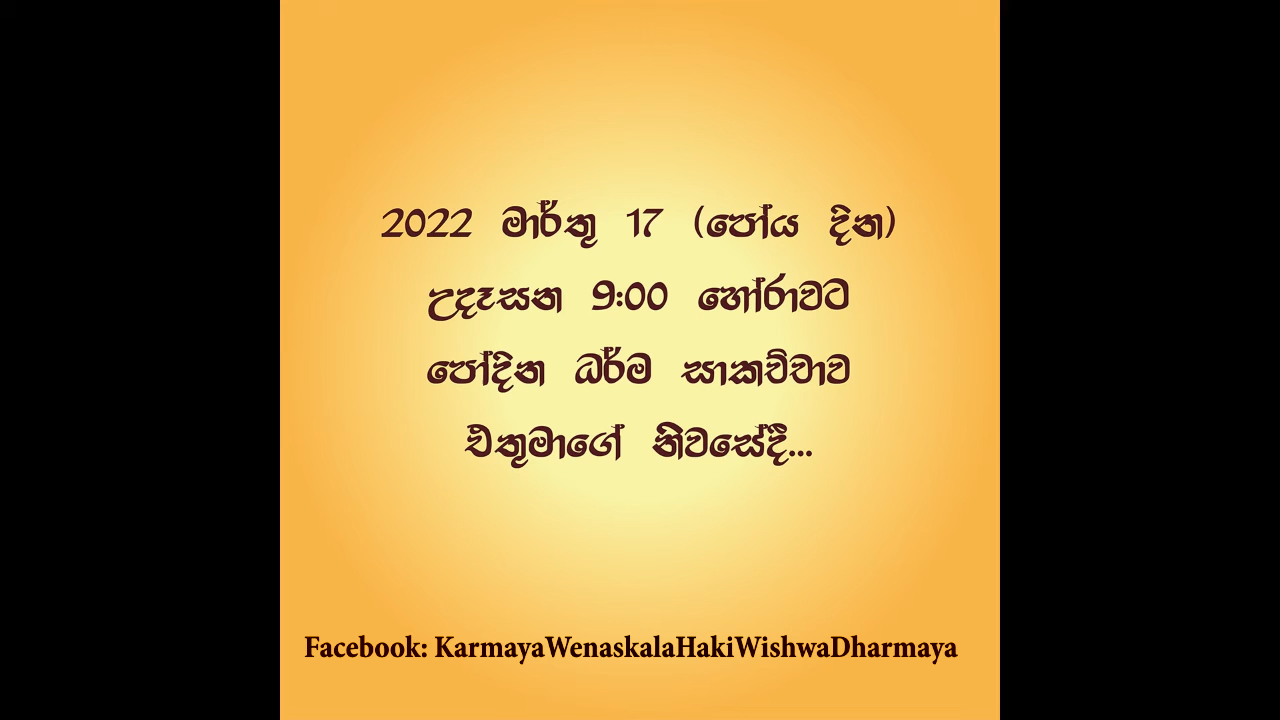 2022 මාර්තු 17 (පෝය දින)
උදෑසන 9:00 හෝරාවට
පෝදින ධර්ම සාකච්චාව
එතුමාගේ නිවසේදී...
Facebook: KarmayaWenaskalaHakiWishwaDharmaya